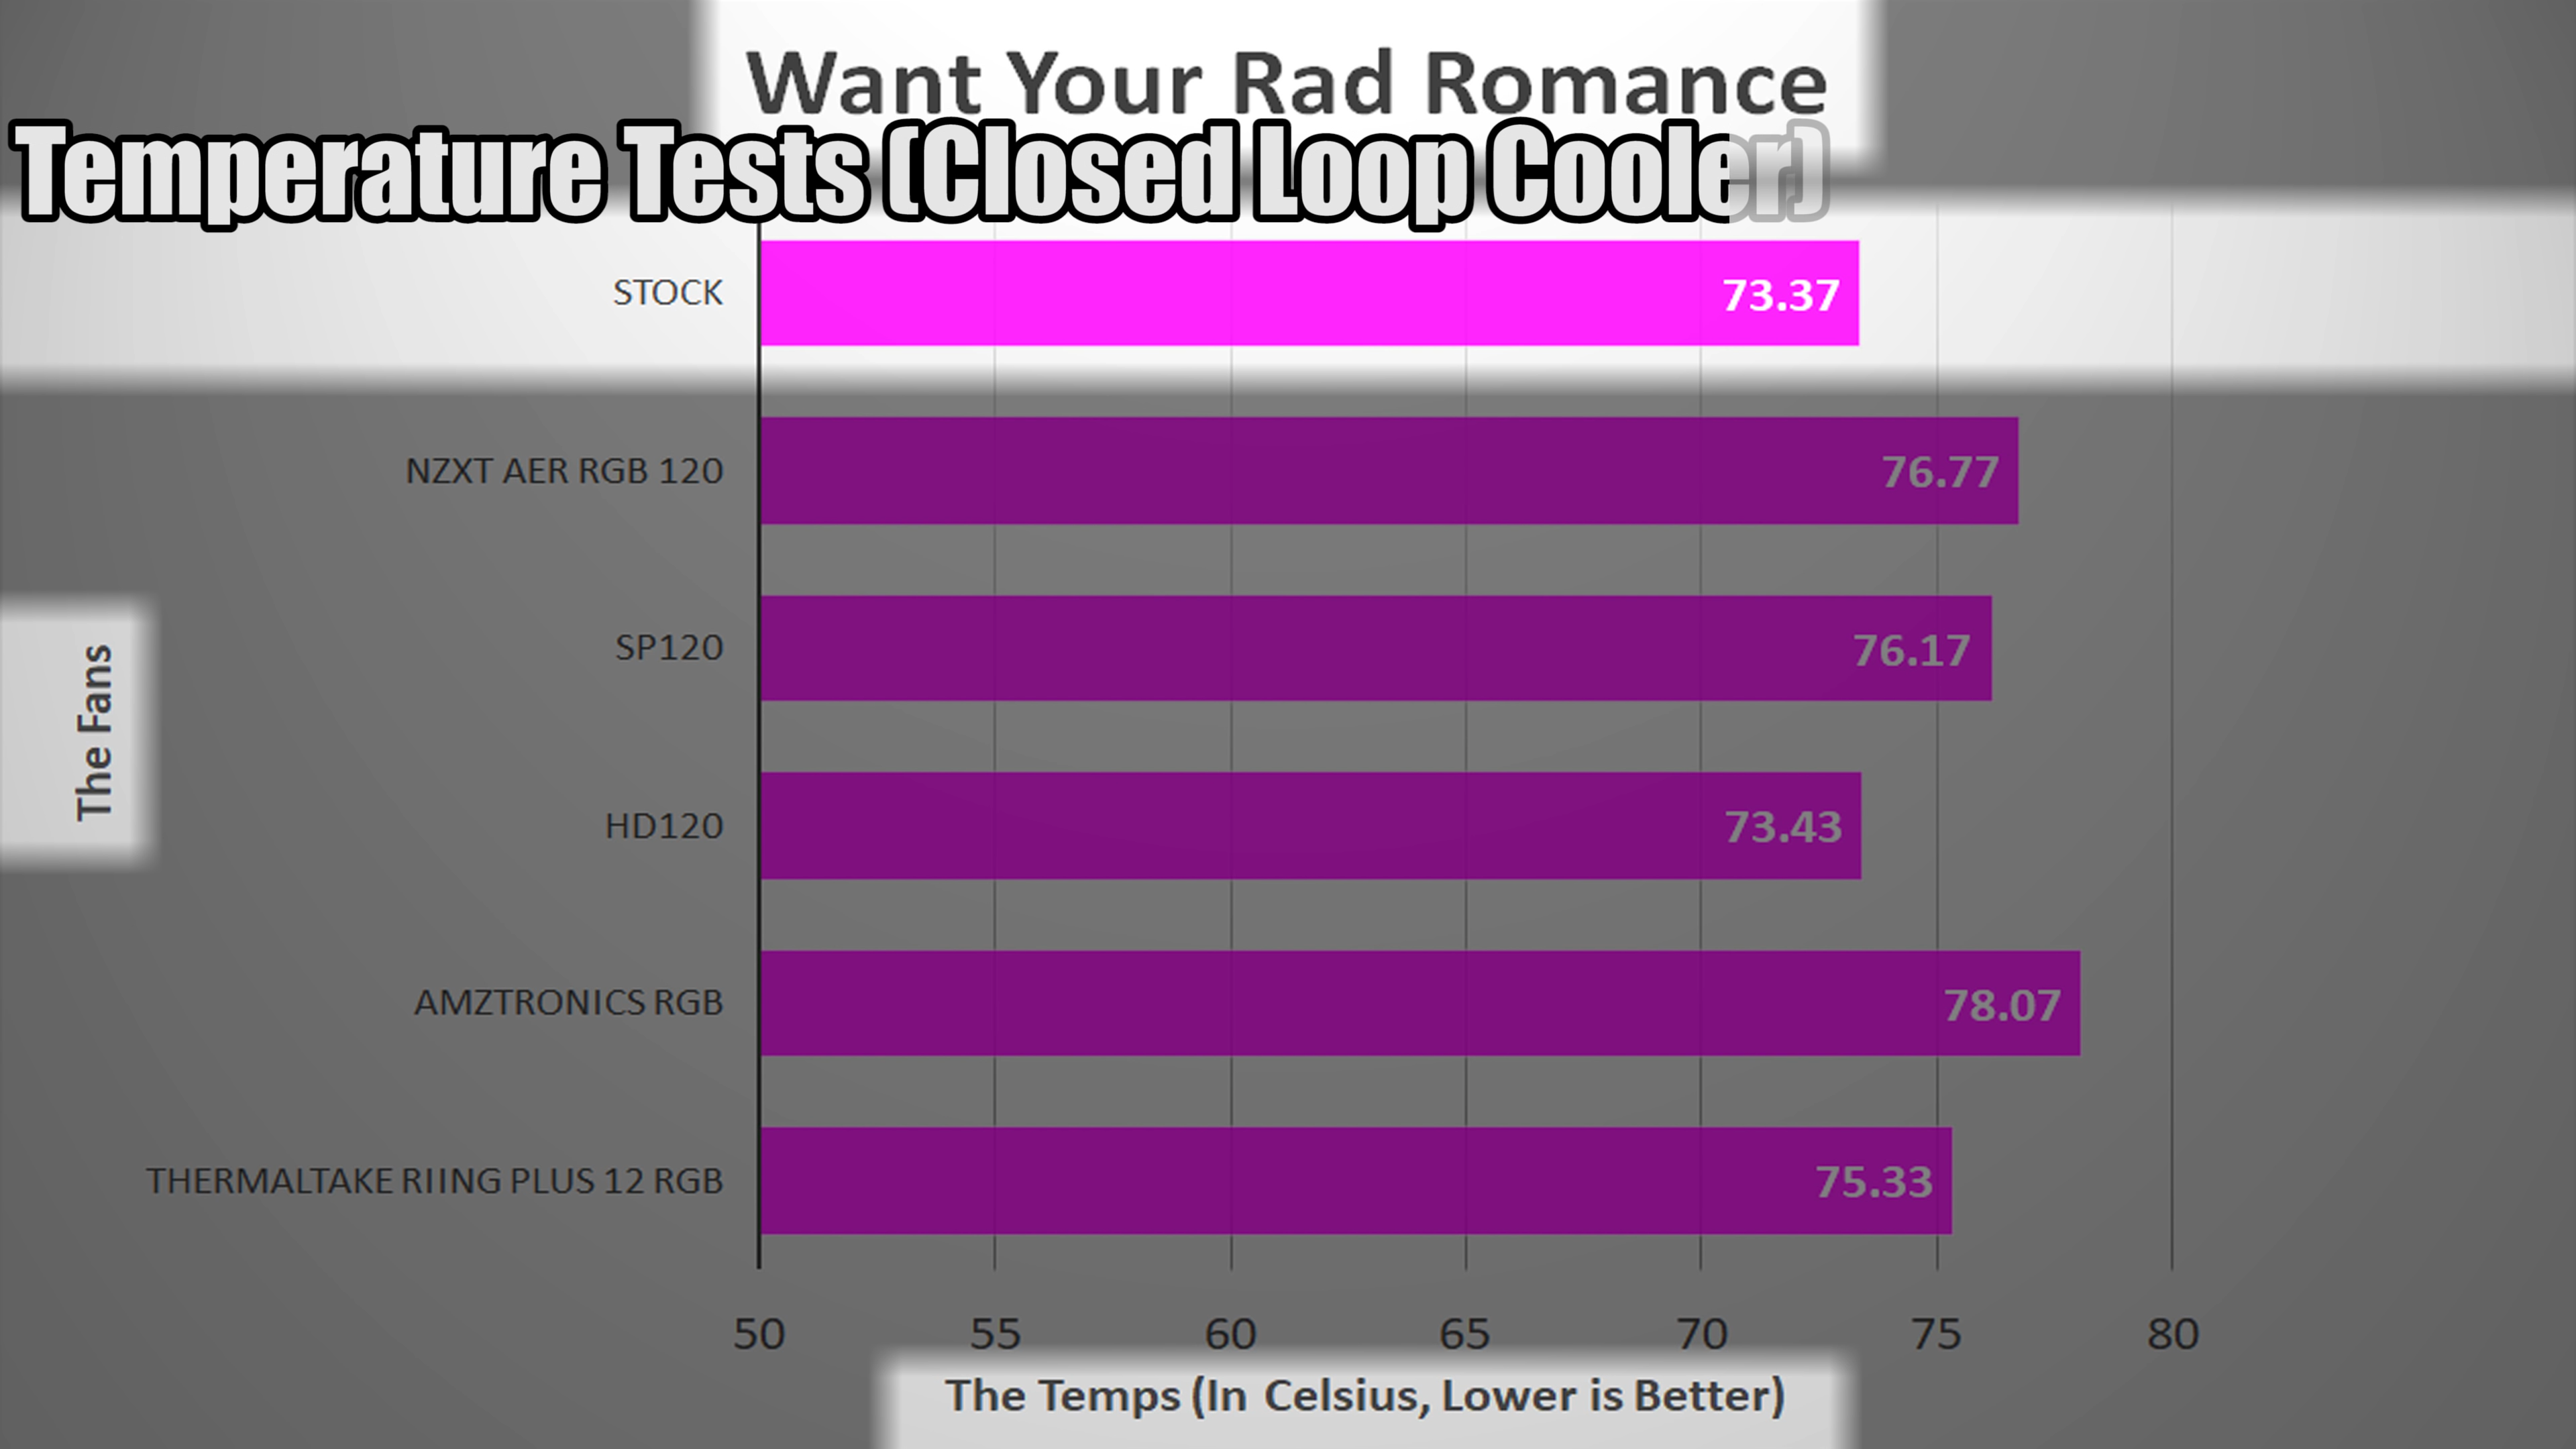 Want Your Rad Romance
Temperature Tests (Closed Loop Cooler)
STOCK
73.37
NZXT AER RGB 120
76.77
SP120
76.17
The Fans
HD120
73.43
AMZTRONICS RGB
78.07
THERMALTAKE RIING PLUS 12 RGB
75.33
50 55 60 65 70 75 80
The Temps (In Celsius, Lower is Better)